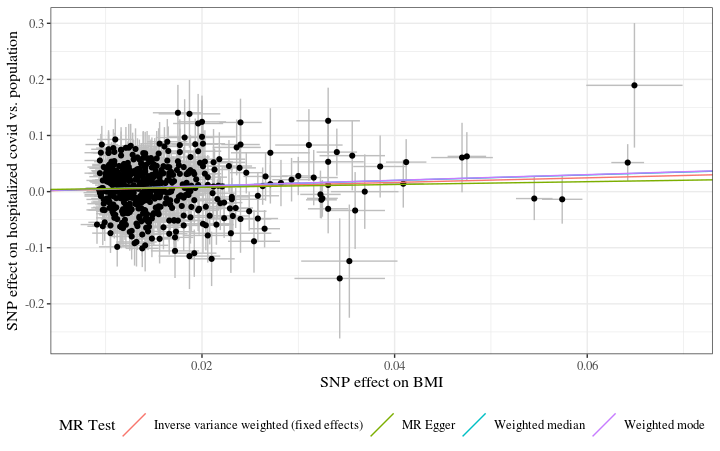 SNP effect on hospitalized covid vs. population
0.3
0.2
0.1
0.0
-0.1
-0.2
0.02 0.04 0.06
SNP effect on BMI
MR Test Inverse variance weighted (fixed effects) MR Egger Weighted median Weighted mode